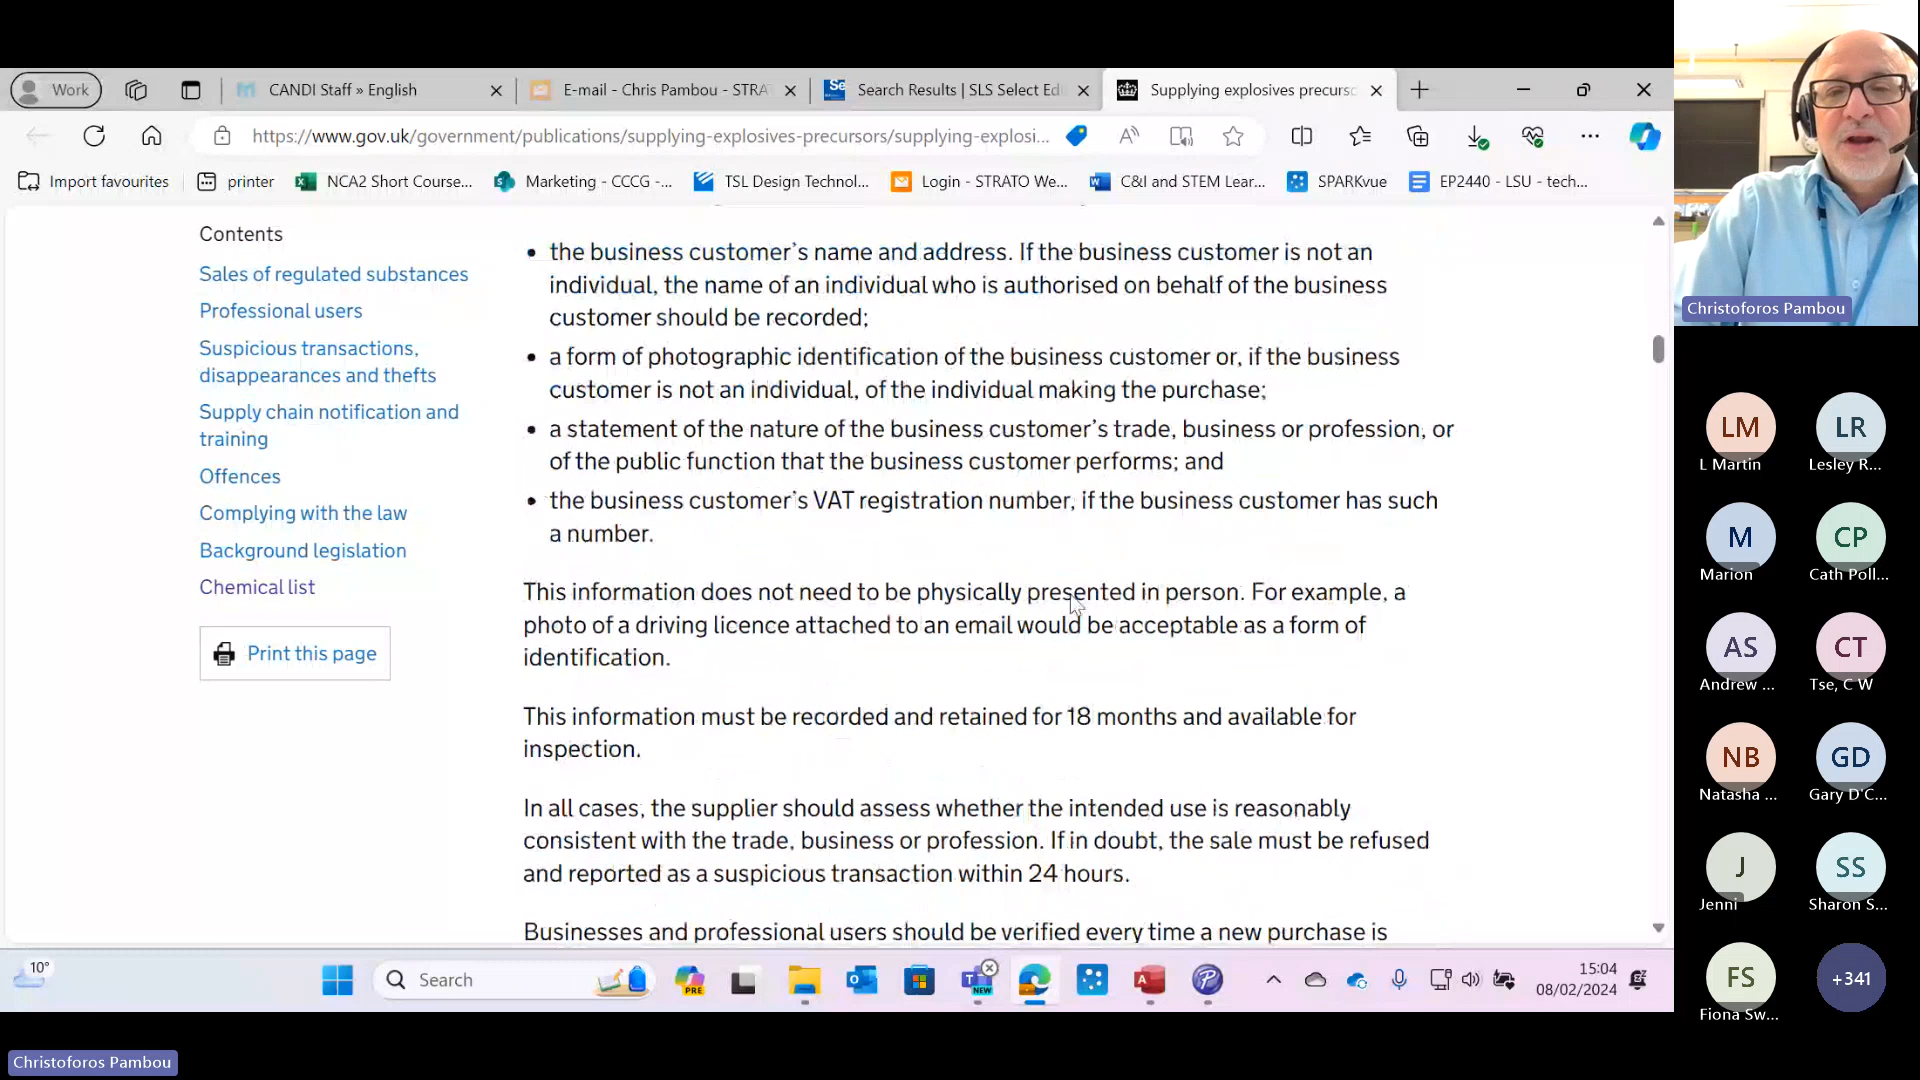 Work
CANDI Staff » English
E-mail - Chris Pambou - STRA
Search Results | SLS Select Edu
Supplying explosives precurso
https://www.gov.uk/government/publications/supplying-explosives-precursors/supplying-explosi...
Import favourites
printer
NCA2 Short Course...
Marketing - CCCG -...
TSL Design Technol...
Login - STRATO We...
C&I and STEM Lear...
SPARKvue
EP2440 - LSU - tech...
Contents
Sales of regulated substances
Professional users
Suspicious transactions,
disappearances and thefts
Supply chain notification and
training
Offences
Complying with the law
Background legislation
Chemical list
Print this page
• the business customer’s name and address. If the business customer is not an
individual, the name of an individual who is authorised on behalf of the business
customer should be recorded;
• a form of photographic identification of the business customer or, if the business
customer is not an individual, of the individual making the purchase;
• a statement of the nature of the business customer’s trade, business or profession, or
of the public function that the business customer performs; and
• the business customer’s VAT registration number, if the business customer has such
a number.
This information does not need to be physically presented in person. For example, a
photo of a driving licence attached to an email would be acceptable as a form of
identification.
This information must be recorded and retained for 18 months and available for
inspection.
In all cases, the supplier should assess whether the intended use is reasonably
consistent with the trade, business or profession. If in doubt, the sale must be refused
and reported as a suspicious transaction within 24 hours.
Businesses and professional users should be verified every time a new purchase is
10°
Search
PRE
NEW
15:04
08/02/2024
Christoforos Pambou
Christoforos Pambou
LM
L Martin
LR
Lesley R...
M
Marion
CP
Cath Poll...
AS
Andrew ...
CT
Tse, C W
NB
Natasha ...
GD
Gary D'C...
J
Jenni
SS
Sharon S...
FS
Fiona Sw...
+341